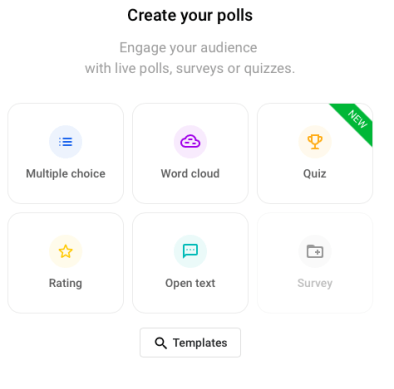 Create your polls
Engage your audience
with live polls, surveys or quizzes.
NEW
Multiple choice
Word cloud
Quiz
Rating
Open text
Survey
Templates